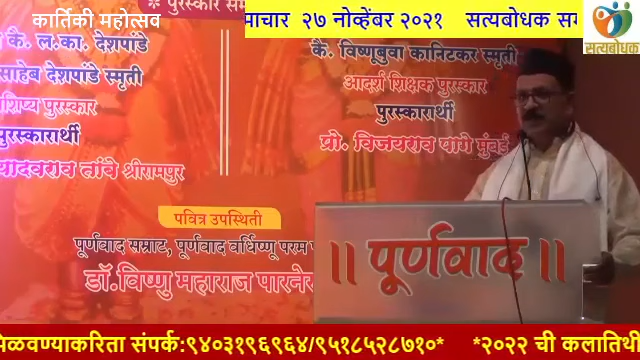 कार्तिकी महोत्सव
पुरस्कार
२७ नोव्हेंबर २०२१ सत्यबोधक
सत्यबोधक
कै. ल.का. देशपांडे
साहेब देशपांडे स्मृती
पुरस्कार
पुरस्कारार्थी
यादवराव तांबे श्रीरामपुर
कै. विष्णूबुवा कानिटकर स्मृती
आदर्श शिक्षक पुरस्कार
पुरस्कारार्थी
प्रो. विजयराव पागे मुंबई
पवित्र उपस्थिती
पूर्णवाद सम्राट, पूर्णवाद वर्धिष्णू परम
डॉ.विष्णु महाराज पारनेर
॥ पूर्णवाद ॥
मिळवण्याकरिता संपर्क:९४०३१९६९६४/९५१८५२८७१०* *२०२२ ची कलातिथी